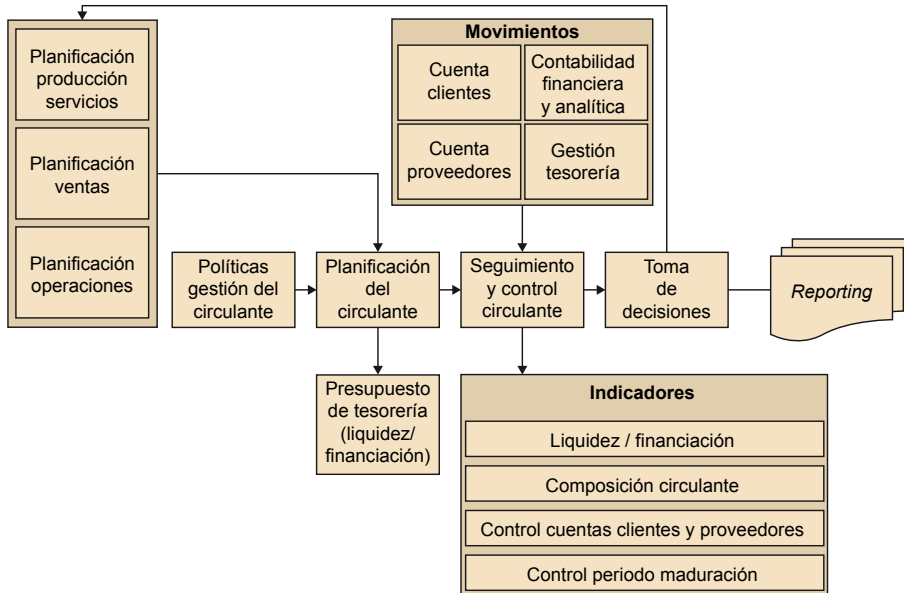 Planificación
producción
servicios
Planificación
ventas
Planificación
operaciones
Movimientos
Cuenta
clientes
Contabilidad
financiera
y analítica
Cuenta
proveedores
Gestión
tesorería
Políticas
gestión del
circulante
Planificación
del
circulante
Seguimiento
y control
circulante
Toma
de
decisiones
Reporting
Presupuesto
de tesorería
(liquidez/
financiación)
Indicadores
Liquidez / financiación
Composición circulante
Control cuentas clientes y proveedores
Control periodo maduración